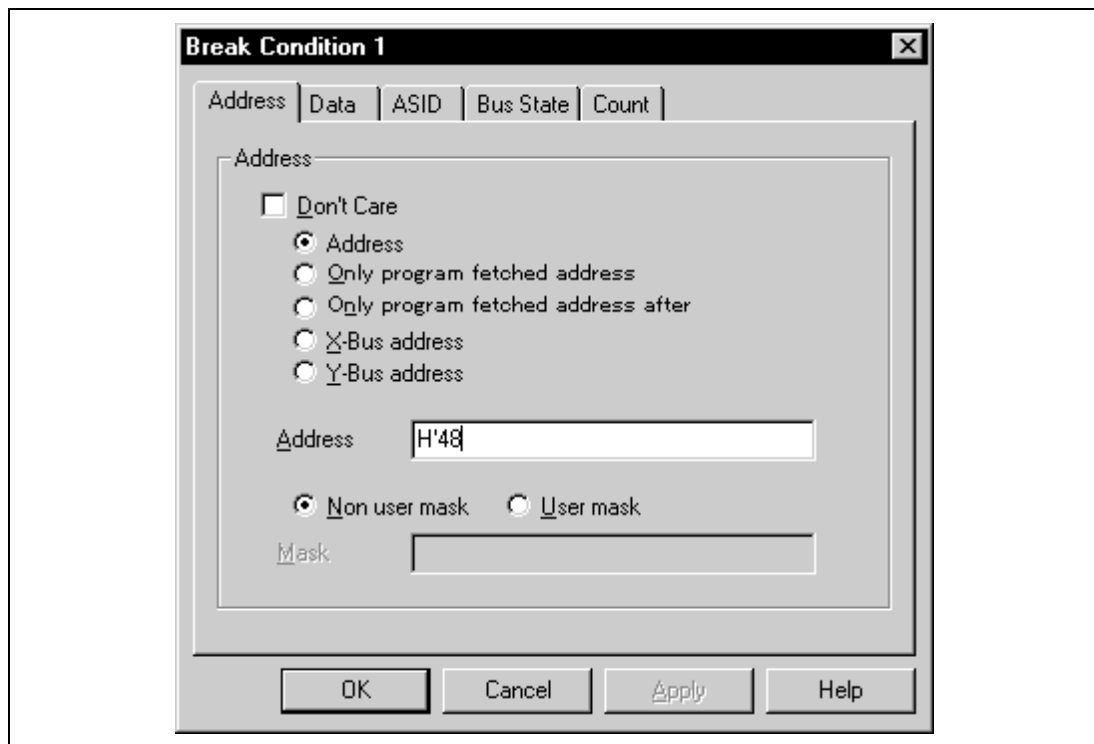 Break Condition 1
Address Data ASID Bus State Count
Address
Don't Care
Address
Only program fetched address
Only program fetched address after
X-Bus address
Y-Bus address
Address H'48
Non user mask User mask
Mask
OK Cancel Apply Help